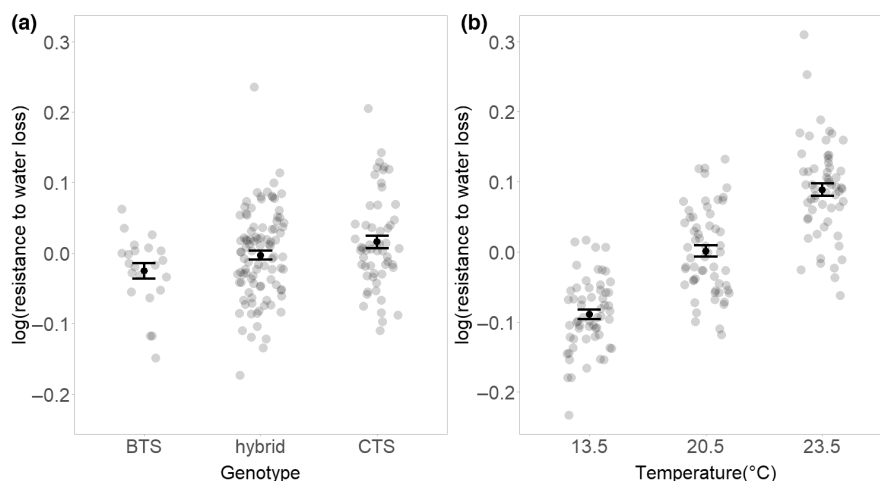 (a)
log(resistance to water loss)
0.3
0.2
0.1
0.0
−0.1
−0.2
BTS hybrid CTS
Genotype
(b)
log(resistance to water loss)
0.3
0.2
0.1
0.0
−0.1
−0.2
13.5 20.5 23.5
Temperature(°C)